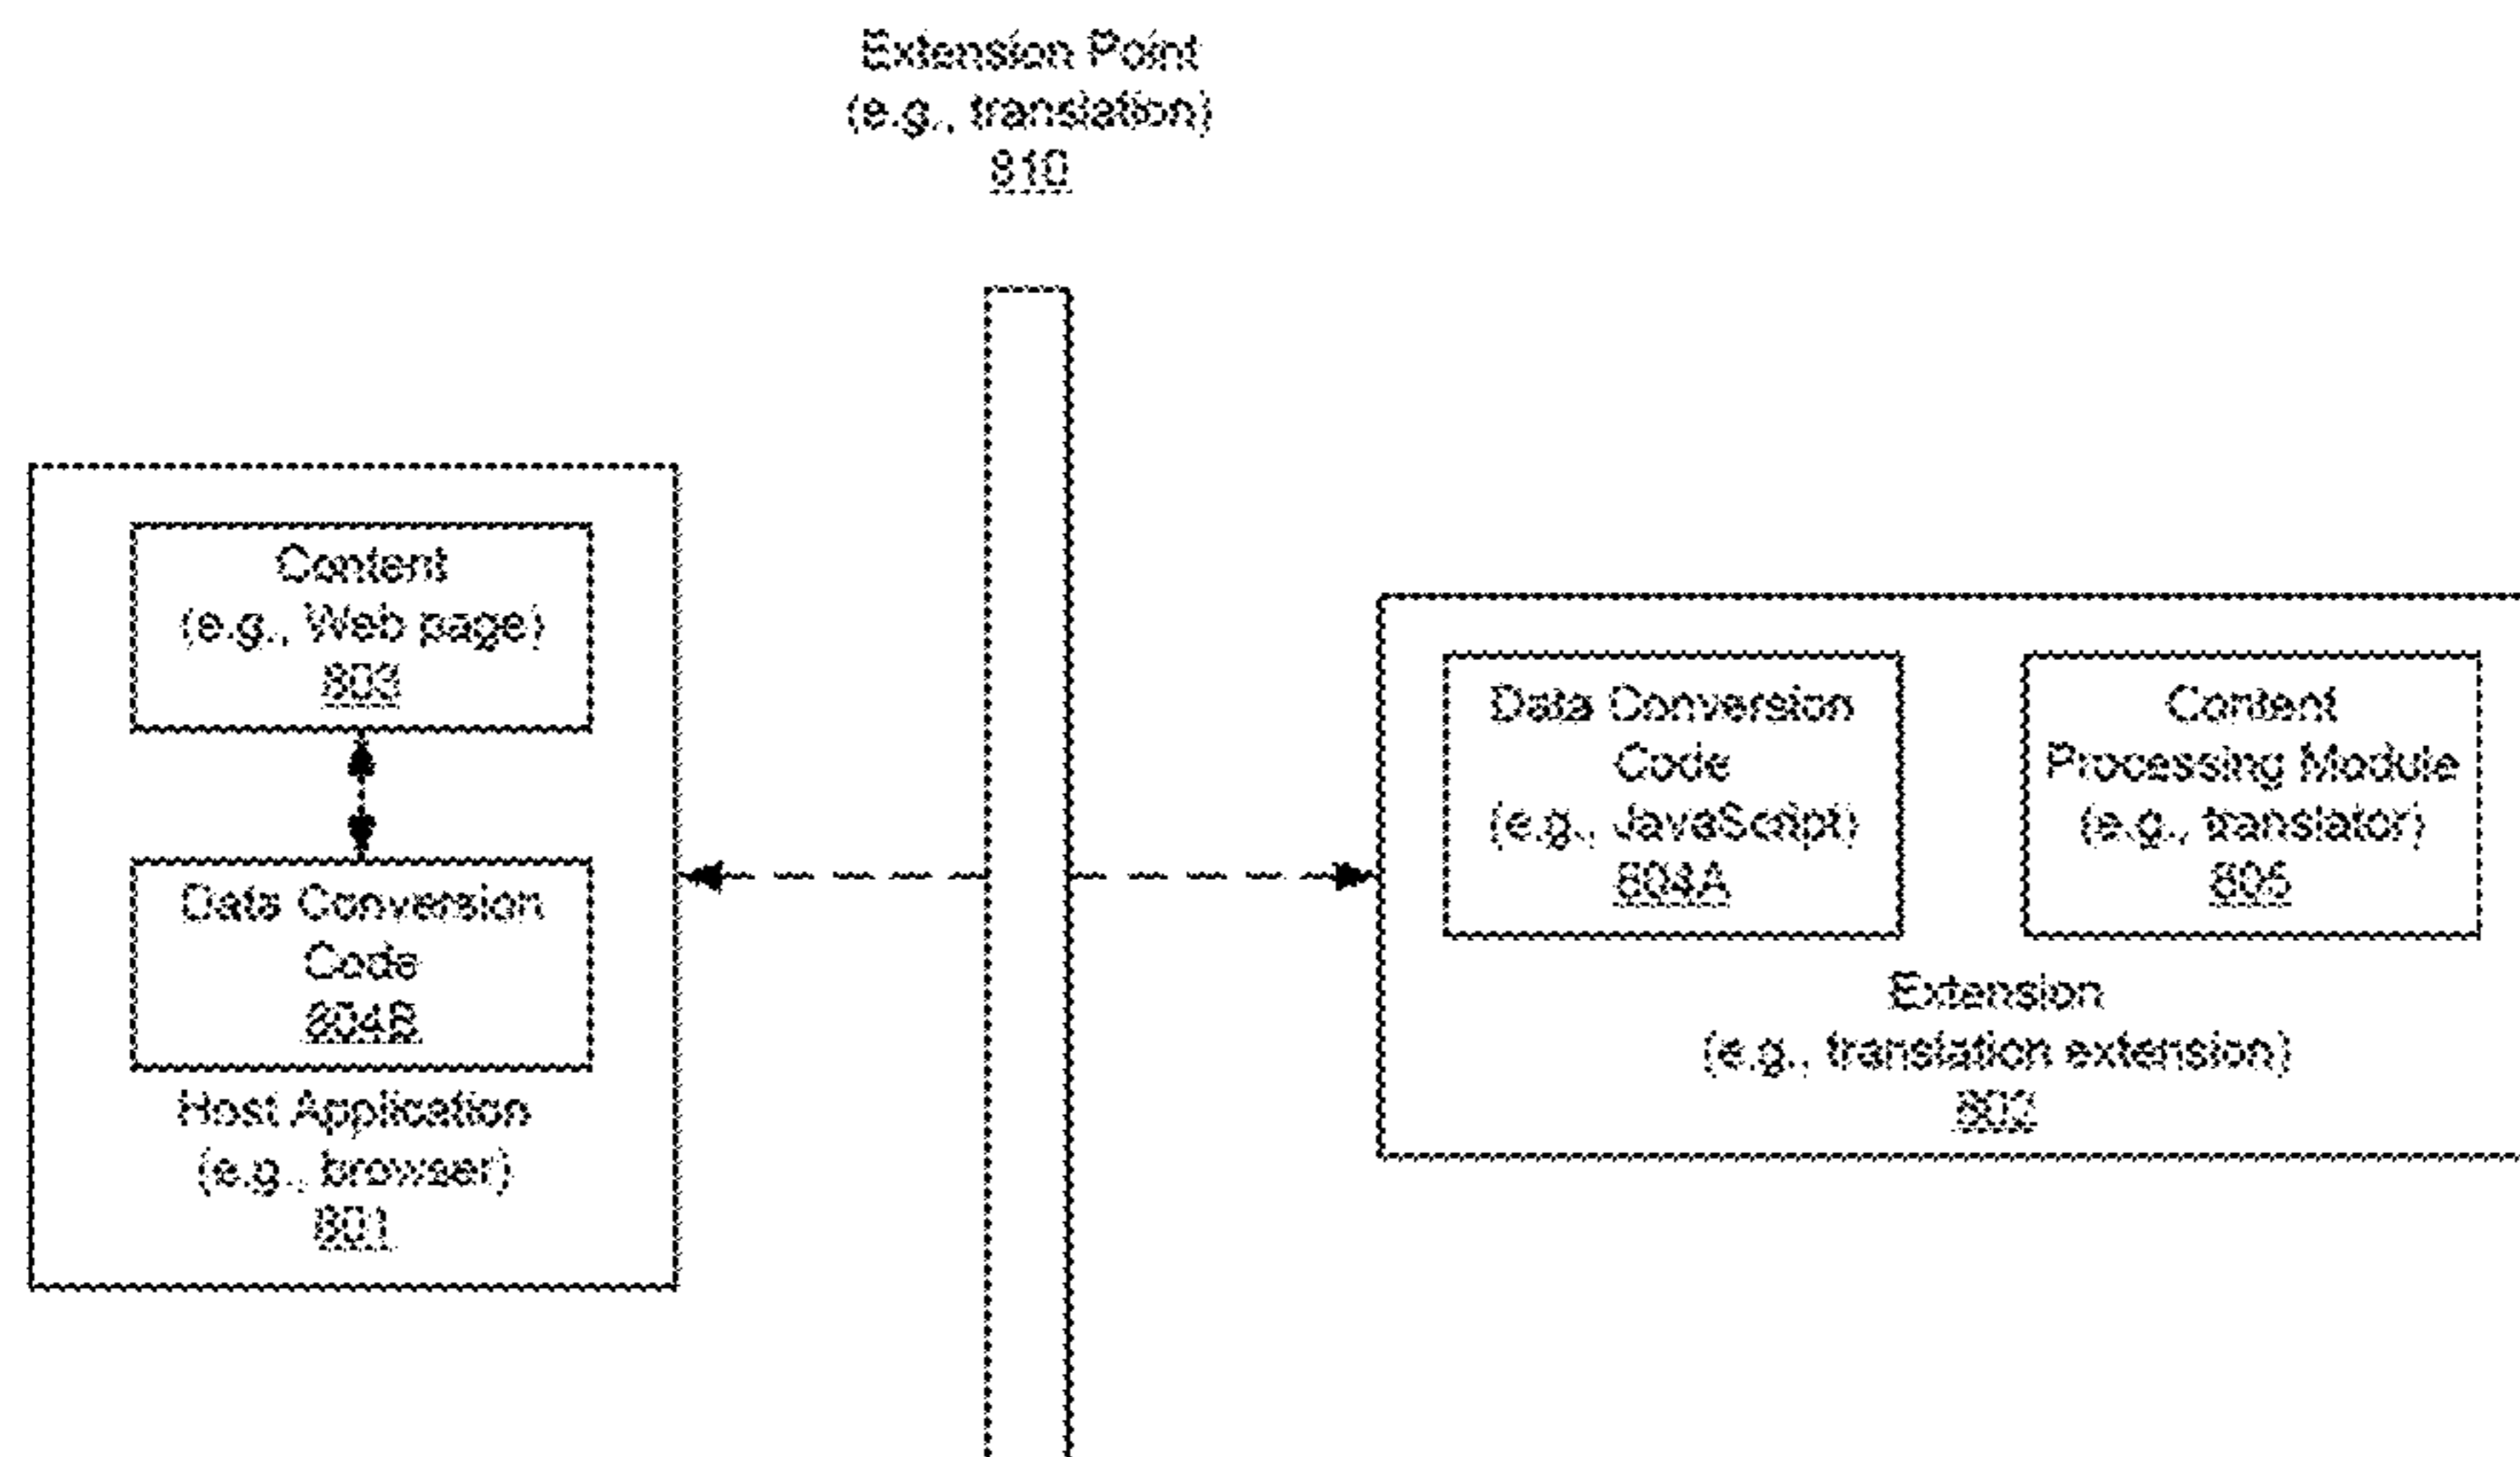 Extension Point
(e.g., translation)
810
Content
(e.g., Web page)
803
Data Conversion
Code
804B
Host Application
(e.g., browser)
801
Data Conversion
Code
(e.g., JavaScript)
804A
Content
Processing Module
(e.g., translator)
805
Extension
(e.g., translation extension)
802